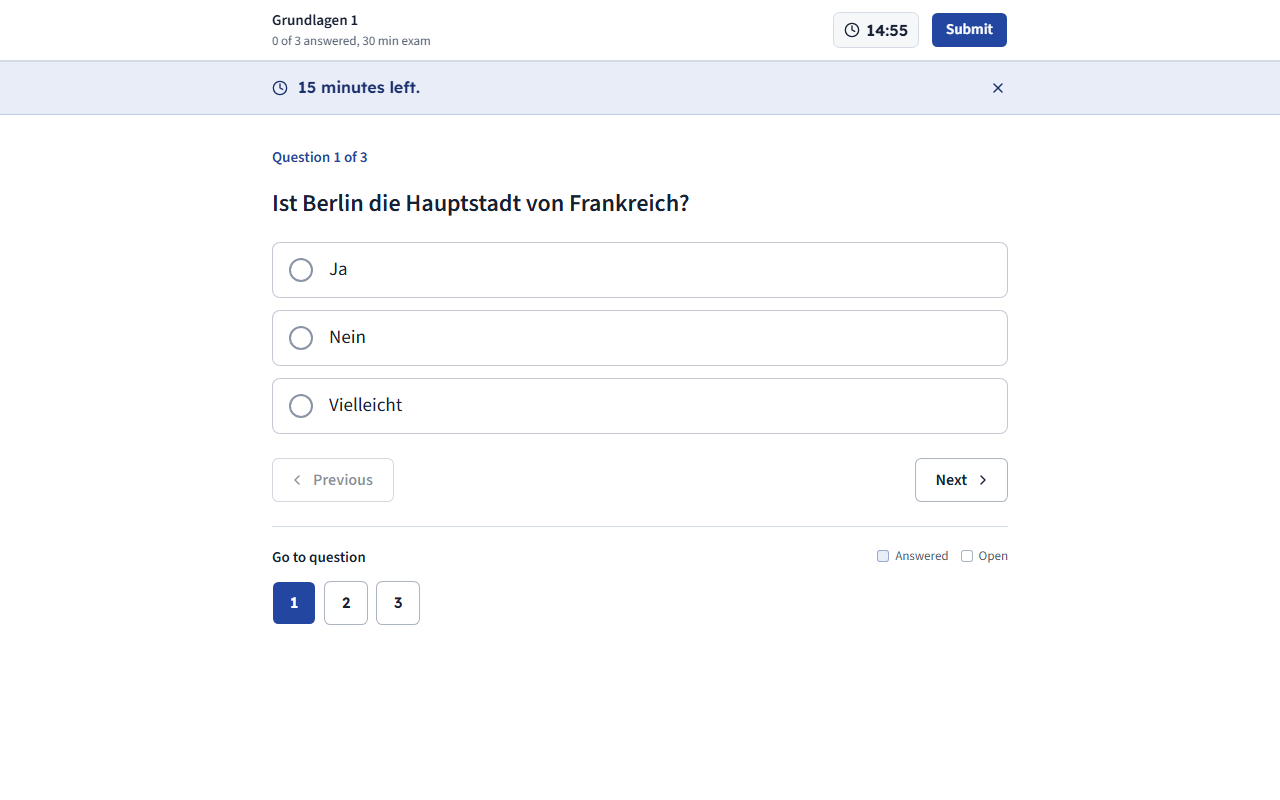 Grundlagen 1
0 of 3 answered, 30 min exam
14:55
Submit
15 minutes left.
Question 1 of 3
Ist Berlin die Hauptstadt von Frankreich?
Ja
Nein
Vielleicht
Previous
Next
Go to question
Answered
Open
1
2
3